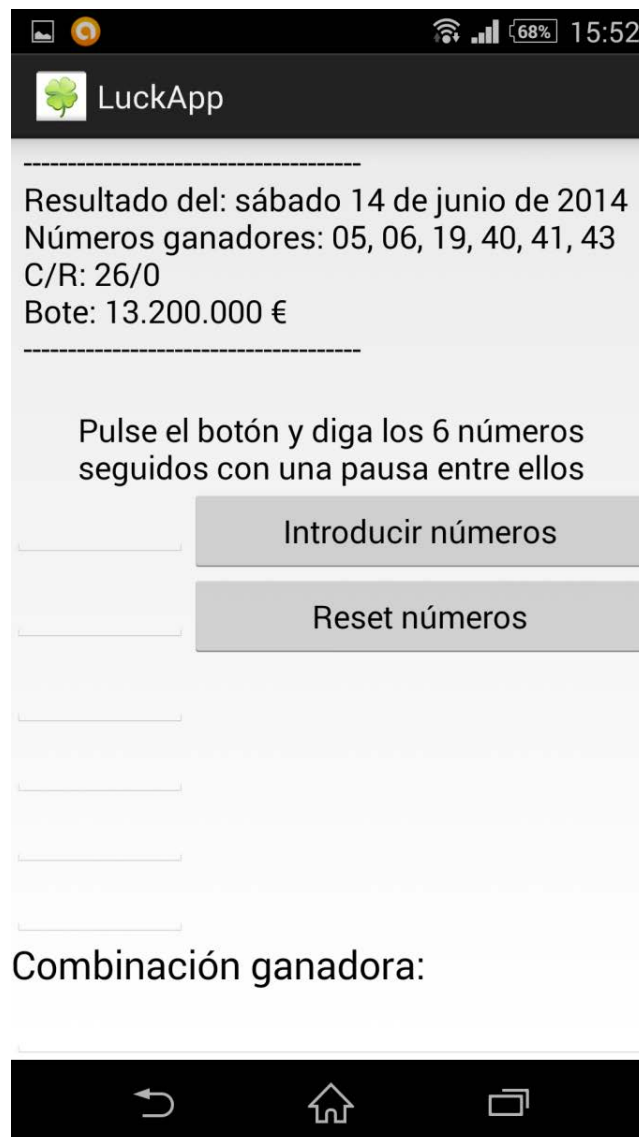 68% 15:52
LuckApp
------------------------------------
Resultado del: sábado 14 de junio de 2014
Números ganadores: 05, 06, 19, 40, 41, 43
C/R: 26/0
Bote: 13.200.000 €
------------------------------------
Pulse el botón y diga los 6 números
seguidos con una pausa entre ellos
Introducir números
Reset números
Combinación ganadora: